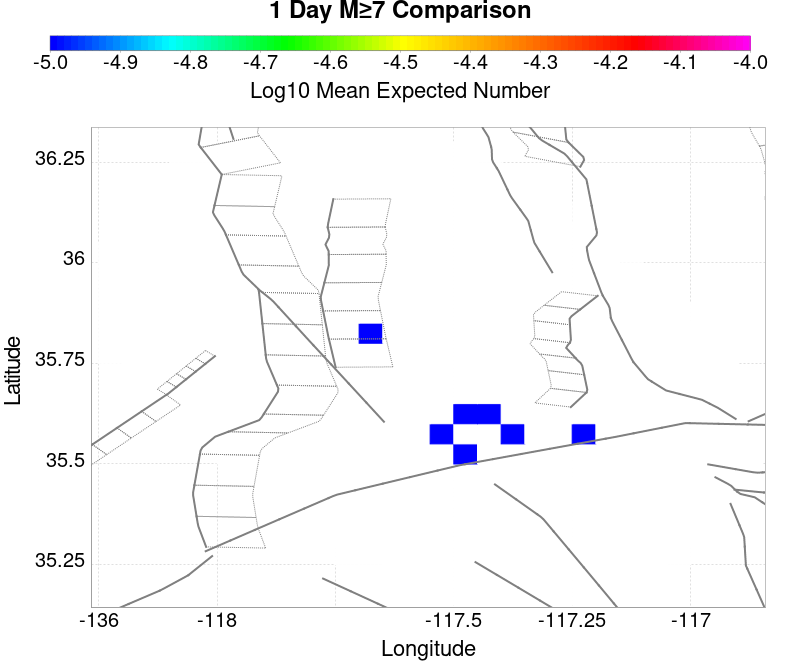 1 Day M≥7 Comparison
-5.0 -4.9 -4.8 -4.7 -4.6 -4.5 -4.4 -4.3 -4.2 -4.1 -4.0
Log10 Mean Expected Number
36.25
36
35.75
35.5
35.25
Latitude
-136 -118 -117.5 -117.25 -117
Longitude